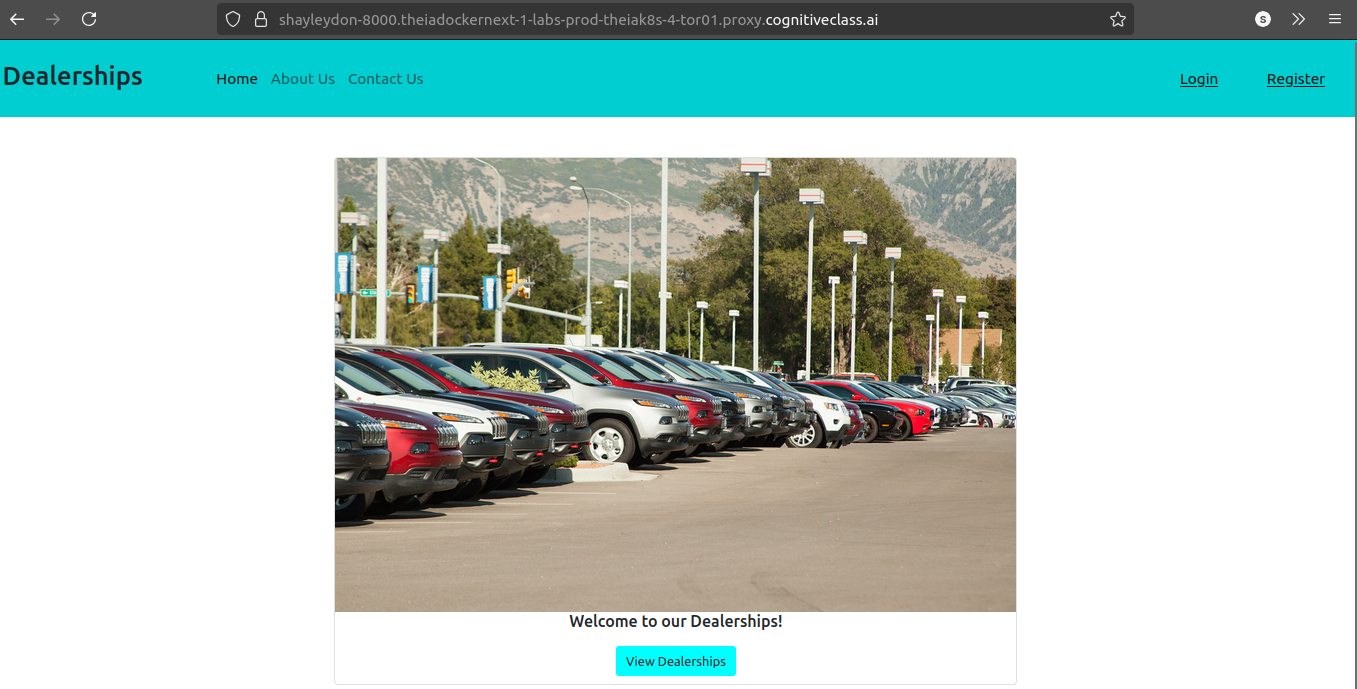 shayleydon-8000.theiadockernext-1-labs-prod-theiak8s-4-tor01.proxy.cognitiveclass.ai
S
Dealerships Home About Us Contact Us Login Register
Welcome to our Dealerships!
View Dealerships